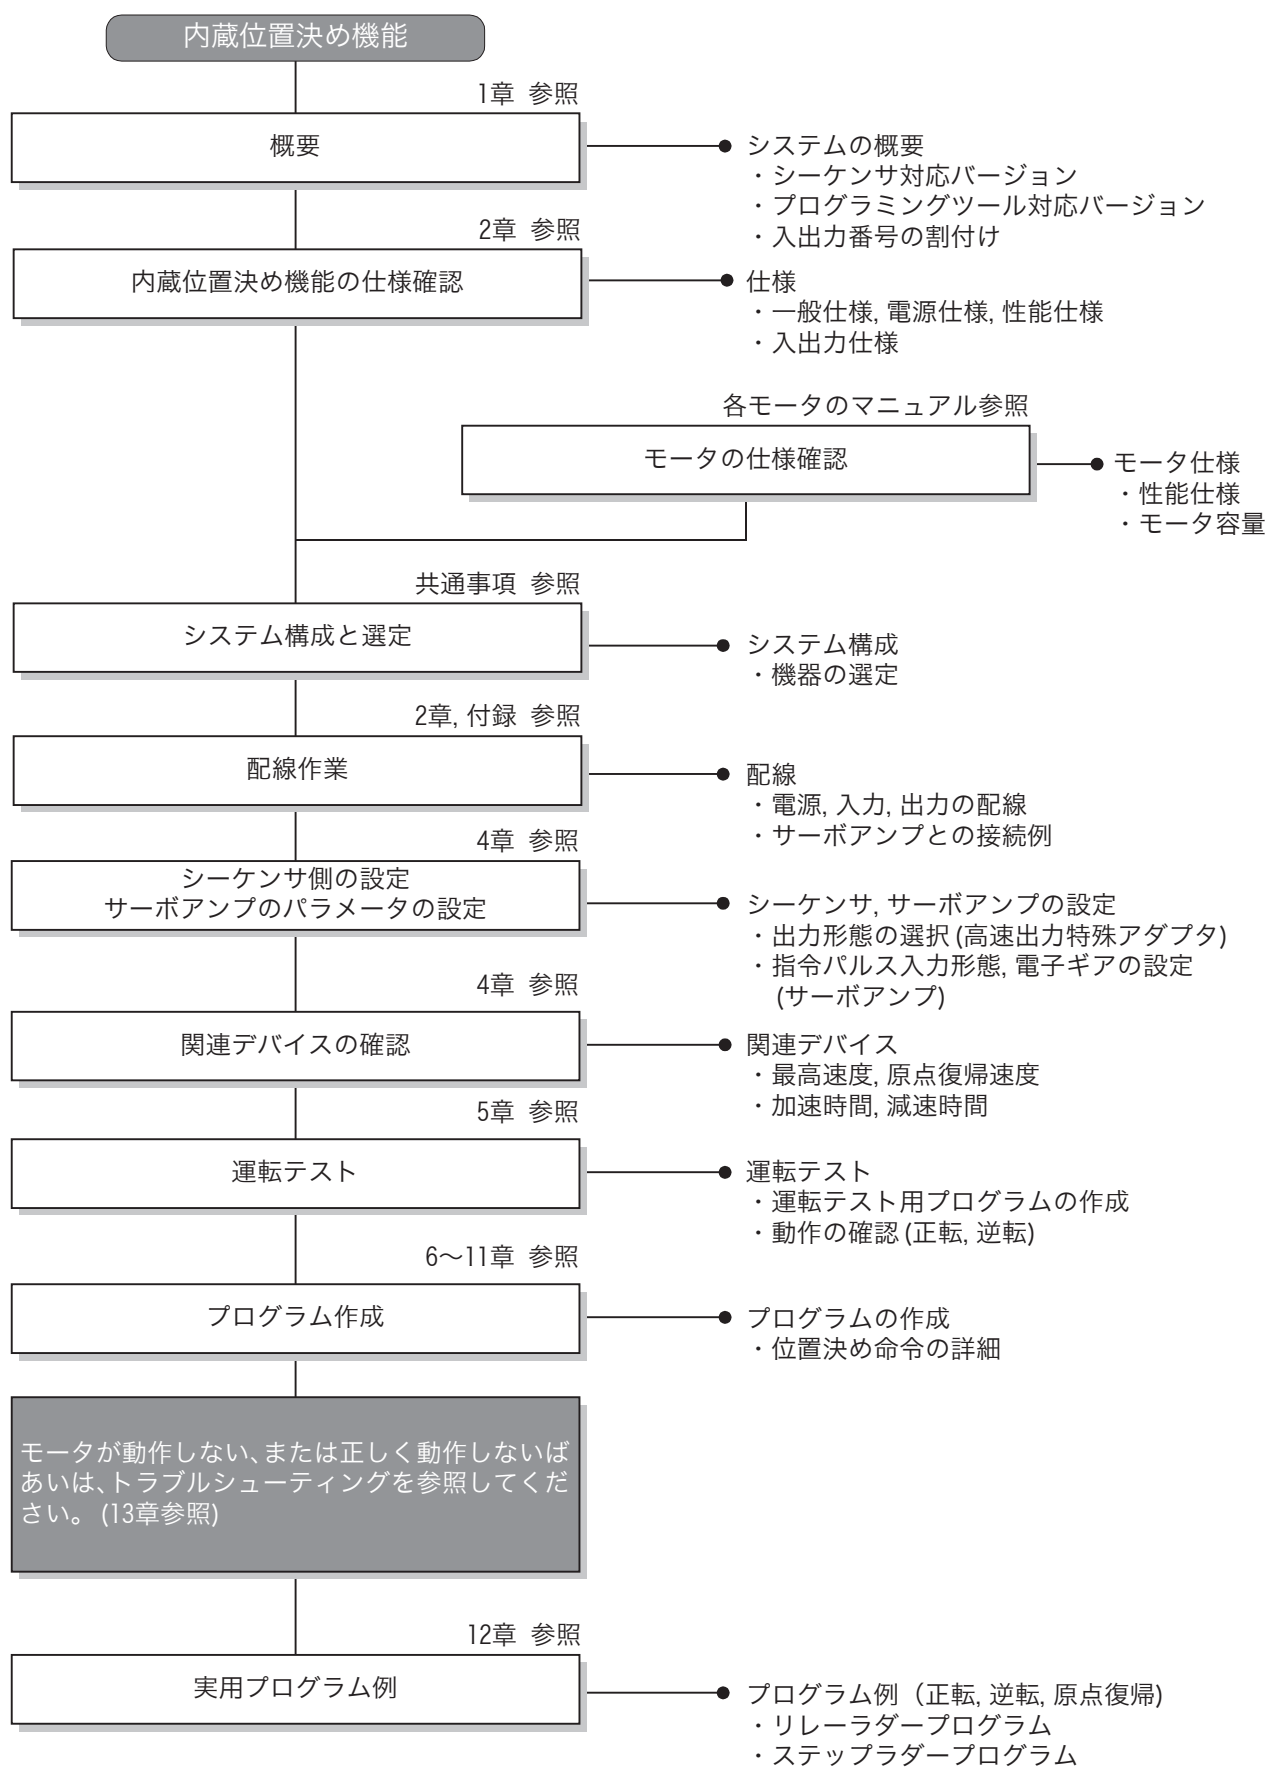 内蔵位置決め機能
1章 参照
概要
システムの概要
・シーケンサ対応バージョン
・プログラミングツール対応バージョン
・入出力番号の割付け
2章 参照
内蔵位置決め機能の仕様確認
仕様
・一般仕様, 電源仕様, 性能仕様
・入出力仕様
各モータのマニュアル参照
モータの仕様確認
モータ仕様
・性能仕様
・モータ容量
共通事項 参照
システム構成と選定
システム構成
・機器の選定
2章, 付録 参照
配線作業
配線
・電源, 入力, 出力の配線
・サーボアンプとの接続例
4章 参照
シーケンサ側の設定
サーボアンプのパラメータの設定
シーケンサ, サーボアンプの設定
・出力形態の選択 (高速出力特殊アダプタ)
・指令パルス入力形態, 電子ギアの設定
(サーボアンプ)
4章 参照
関連デバイスの確認
関連デバイス
・最高速度, 原点復帰速度
・加速時間, 減速時間
5章 参照
運転テスト
運転テスト
・運転テスト用プログラムの作成
・動作の確認 (正転, 逆転)
6～11章 参照
プログラム作成
プログラムの作成
・位置決め命令の詳細
モータが動作しない、または正しく動作しないば
あいは、トラブルシューティングを参照してくだ
さい。 (13章参照)
12章 参照
実用プログラム例
プログラム例（正転, 逆転, 原点復帰)
・リレーラダープログラム
・ステップラダープログラム